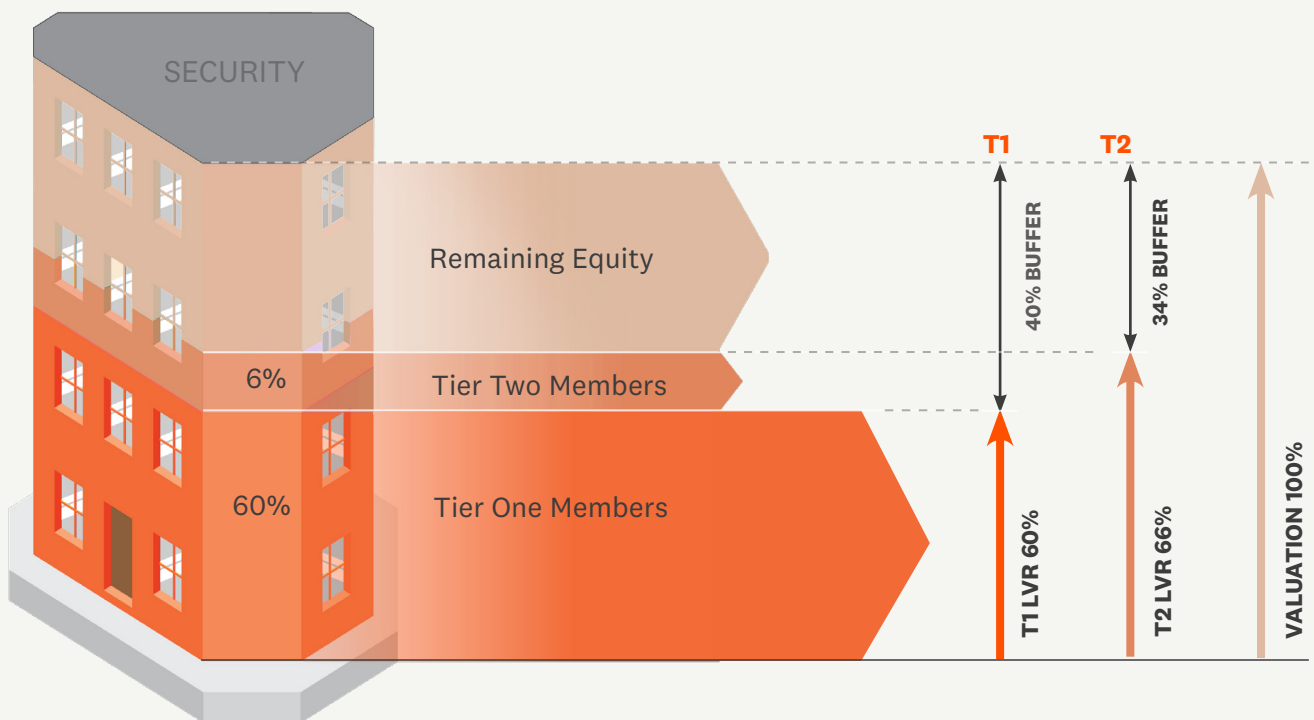 SECURITY
T1
T2
40% BUFFER
34% BUFFER
Remaining Equity
6%
Tier Two Members
60%
Tier One Members
T1 LVR 60%
T2 LVR 66%
VALUATION 100%